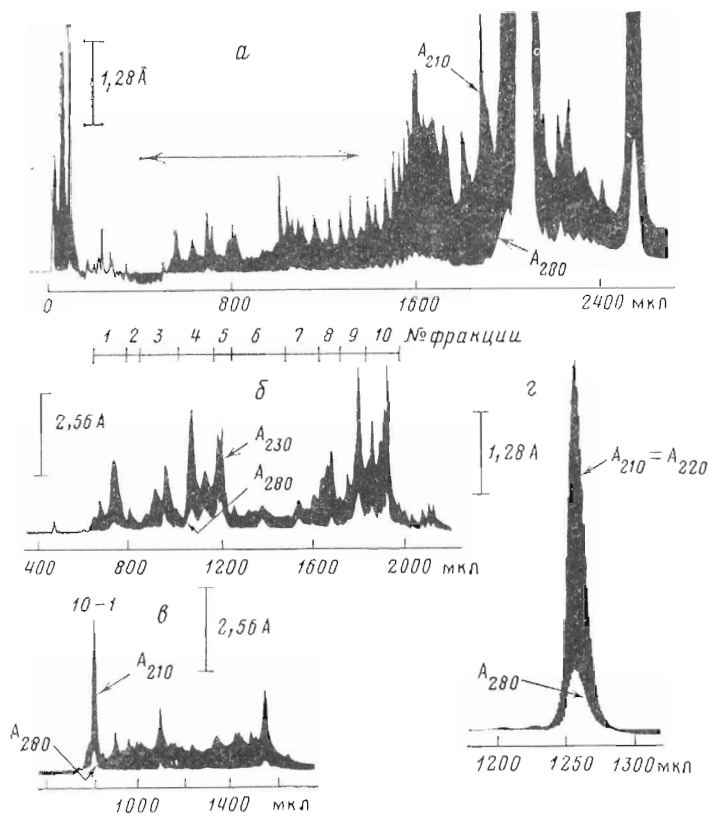 а
A210
1,28 Å
A280
0 800 1600 2400 мкл
1 2 3 4 5 6 7 8 9 10 № фракции
б
г
2,56 A
A230
A280
1,28 A
A210 = A220
400 800 1200 1600 2000 мкл
10-1
в
2,56 A
A210
A280
A280
1000 1400 мкл
1200 1250 1300 мкл